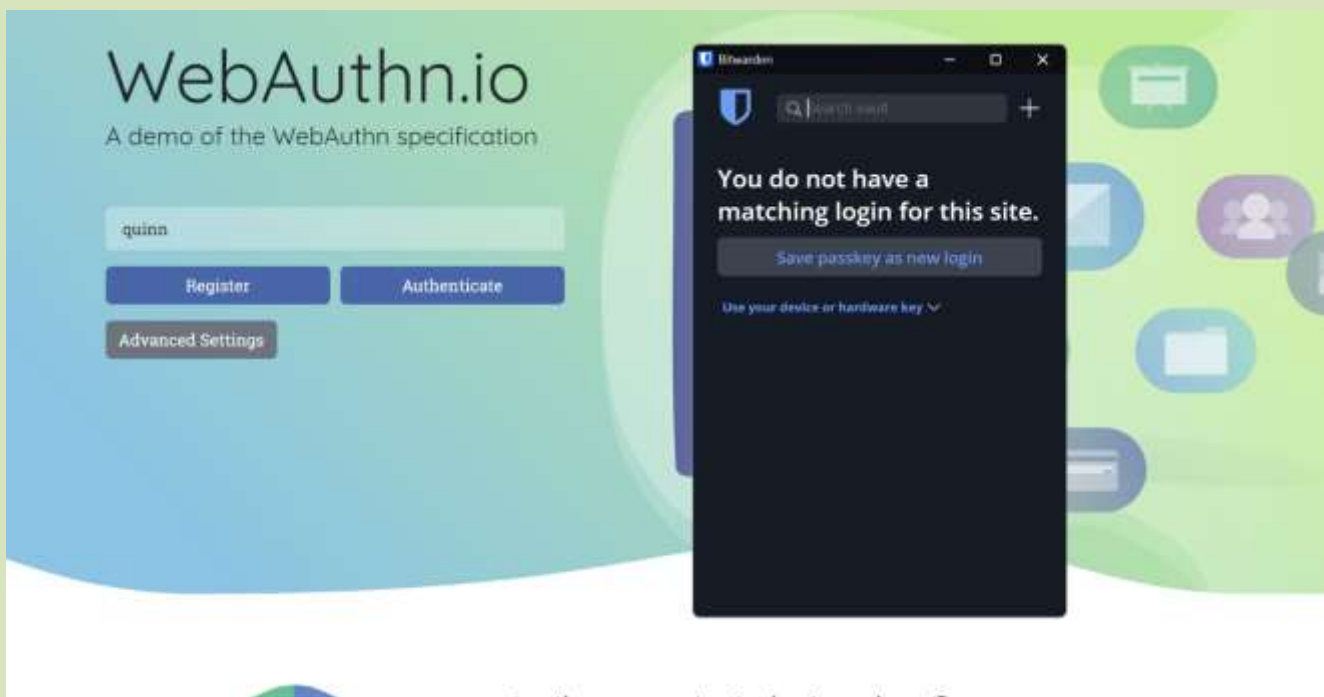 WebAuthn.io
A demo of the WebAuthn specification
quinn
Register
Authenticate
Advanced Settings
Bitwarden
Search vault
You do not have a
matching login for this site.
Save passkey as new login
Use your device or hardware key